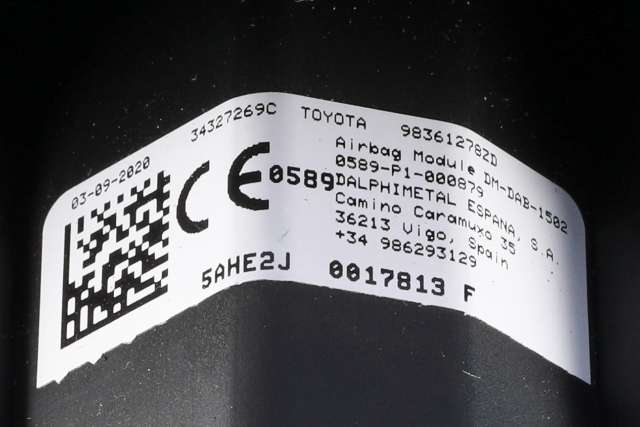 34327269C TOYOTA 983612782D
03-09-2020
CE 0589
Airbag Module DM-DAB-1502
0589-P1-000879
DALPHIMETAL ESPANA, S.A.
Camino Caramuxo 35
36213 Vigo, Spain
+34 986293129
5AHE2J 0017813 F